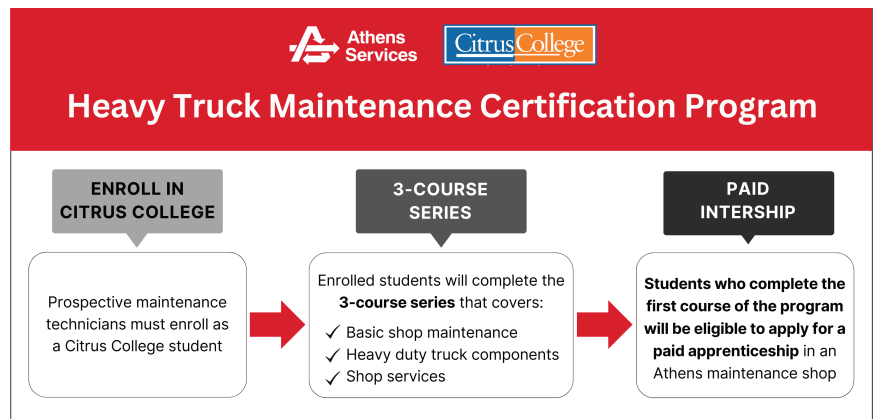 Athens
Services
Citrus College
Heavy Truck Maintenance Certification Program
ENROLL IN
CITRUS COLLEGE
Prospective maintenance
technicians must enroll as
a Citrus College student
3-COURSE
SERIES
Enrolled students will complete the
3-course series that covers:
✓ Basic shop maintenance
✓ Heavy duty truck components
✓ Shop services
PAID
INTERSHIP
Students who complete the
first course of the program
will be eligible to apply for a
paid apprenticeship in an
Athens maintenance shop